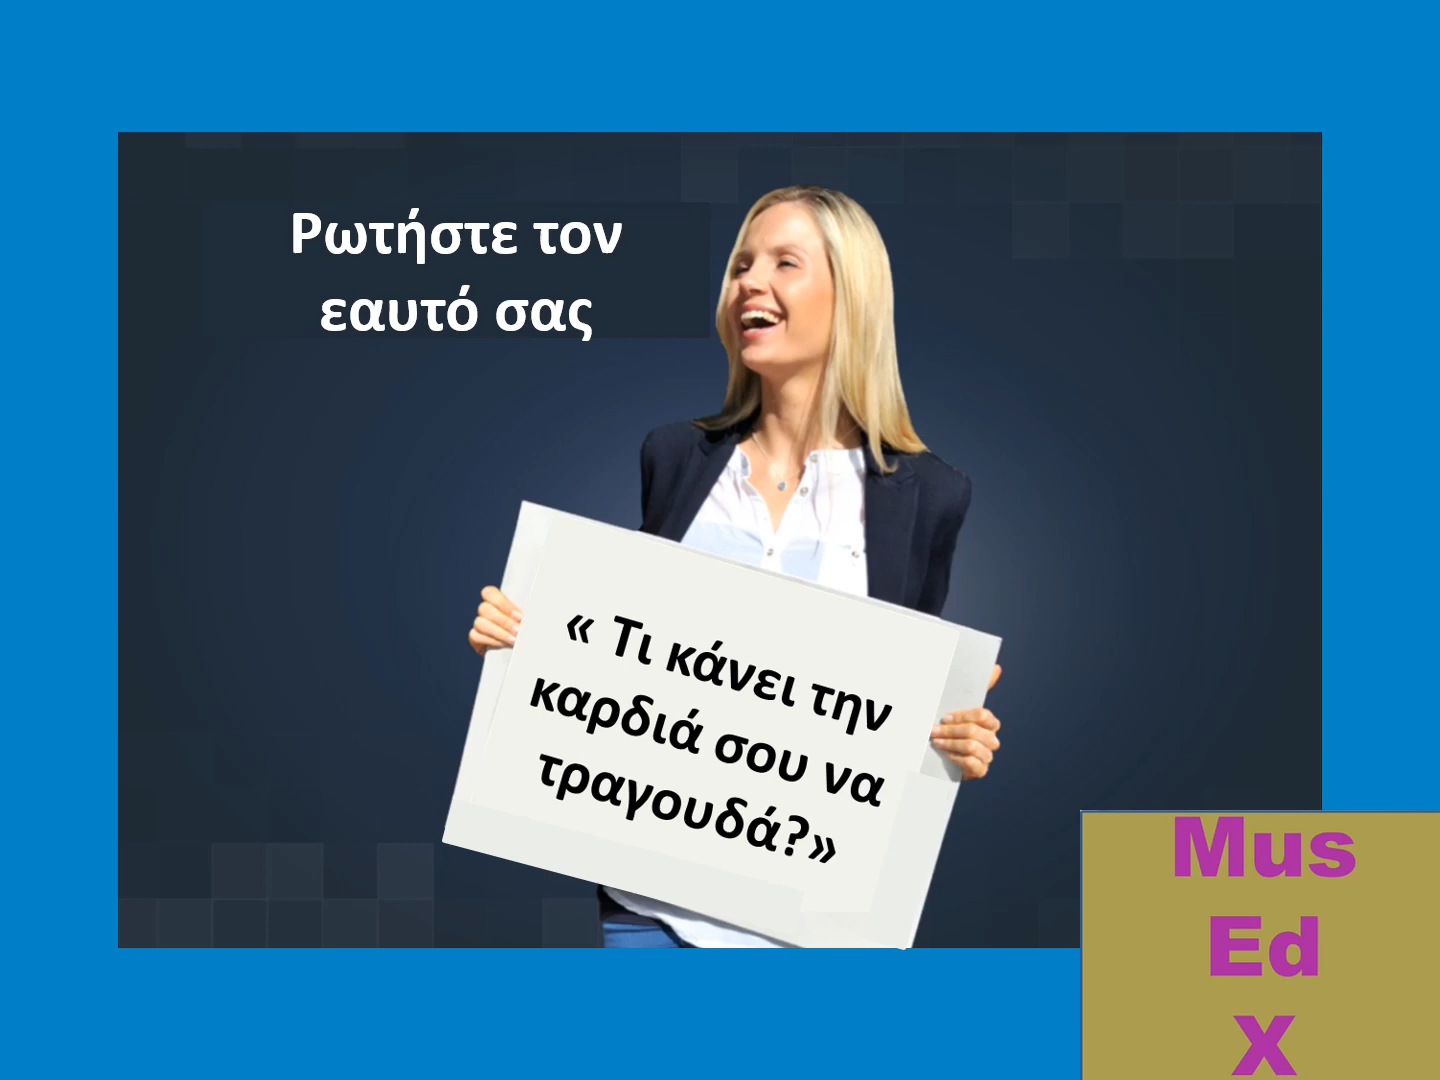 Ρωτήστε τον
εαυτό σας
« Τι κάνει την
καρδιά σου να
τραγουδά?»
Mus
Ed
X